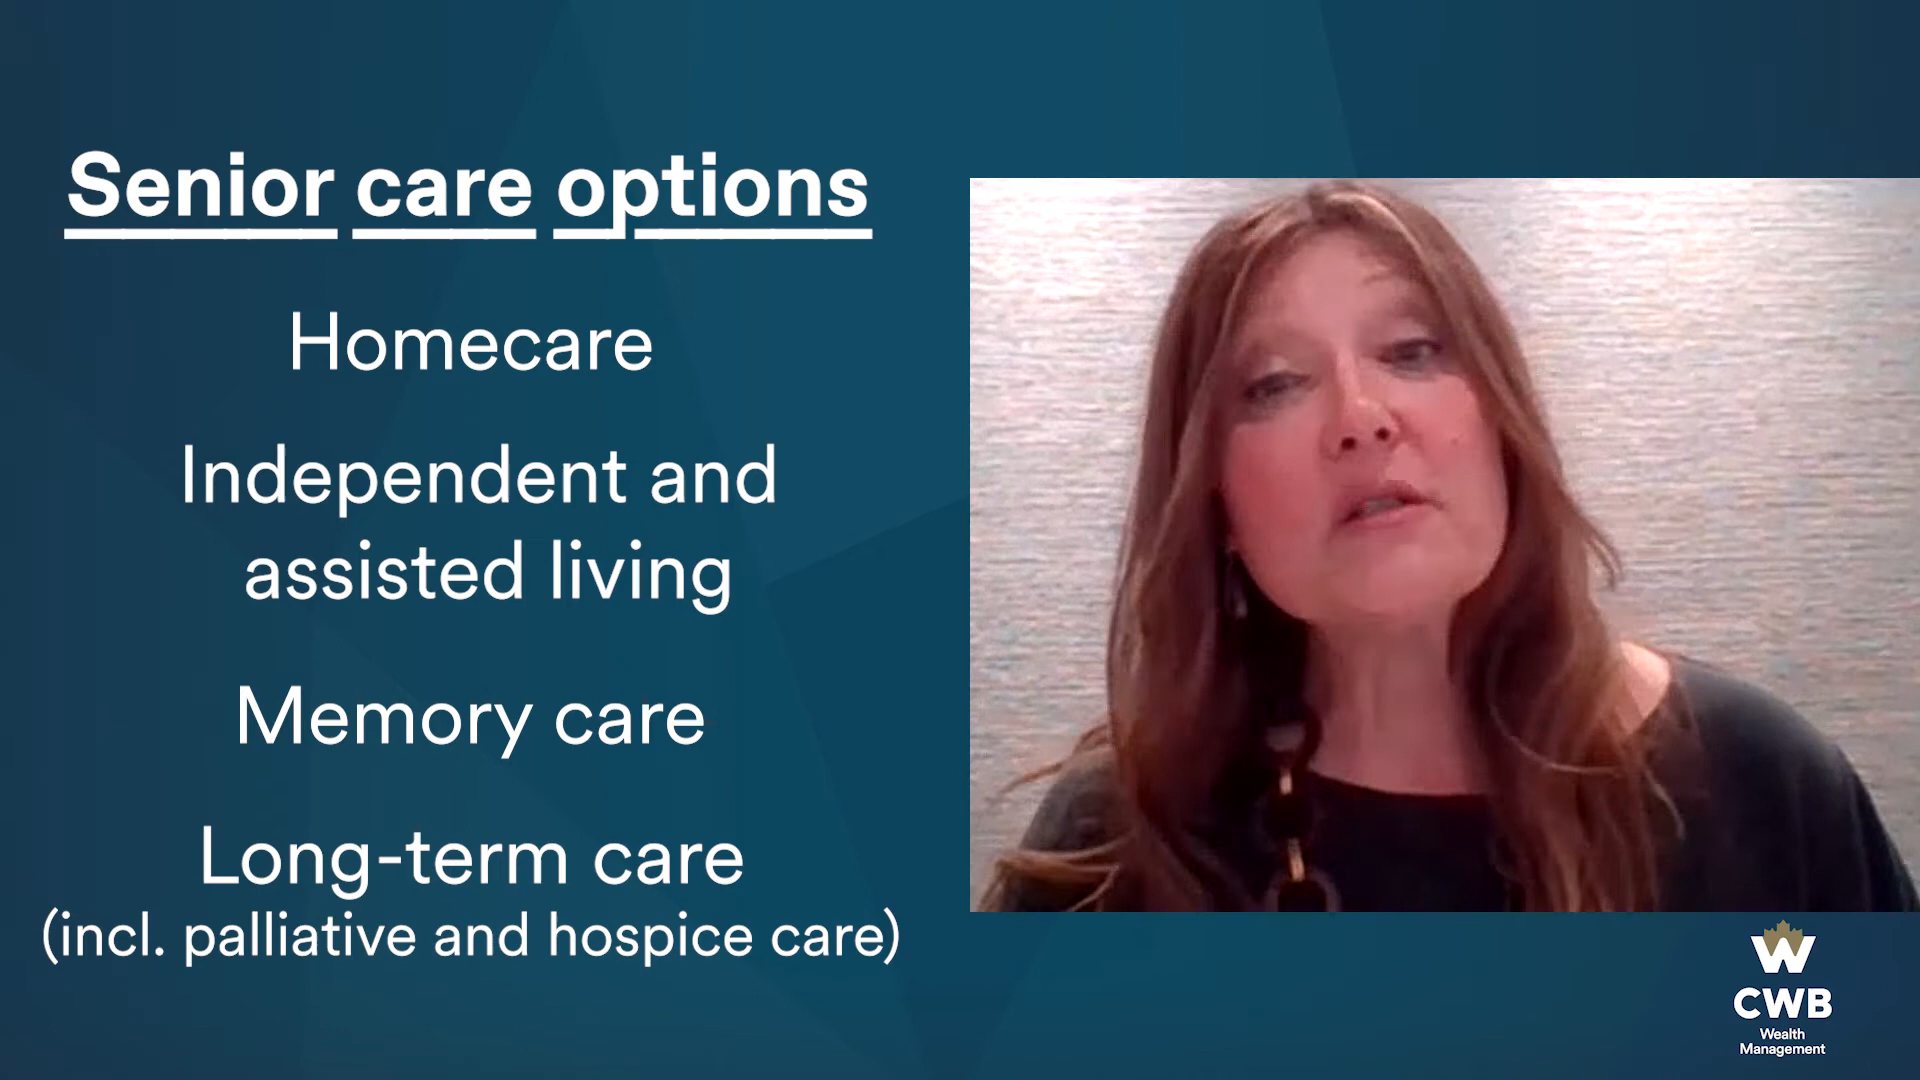 Senior care options
Homecare
Independent and
assisted living
Memory care
Long-term care
(incl. palliative and hospice care)
W
CWB
Wealth
Management